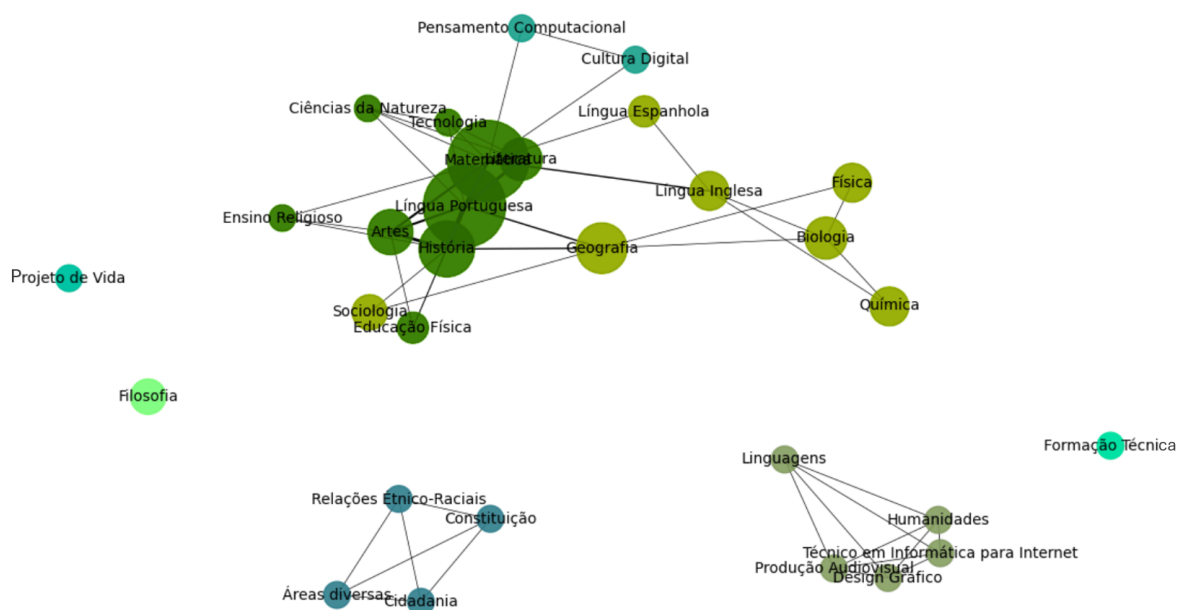 Pensamento Computacional
Cultura Digital
Ciências da Natureza
Língua Espanhola
Tecnologia
Matemática
Literatura
Física
Língua Inglesa
Língua Portuguesa
Ensino Religioso
Artes
Biologia
História
Geografia
Projeto de Vida
Química
Sociologia
Educação Física
Filosofia
Formação Técnica
Linguagens
Relações Étnico-Raciais
Constituição
Humanidades
Técnico em Informática para Internet
Produção Audiovisual
Design Gráfico
Áreas diversas
Cidadania